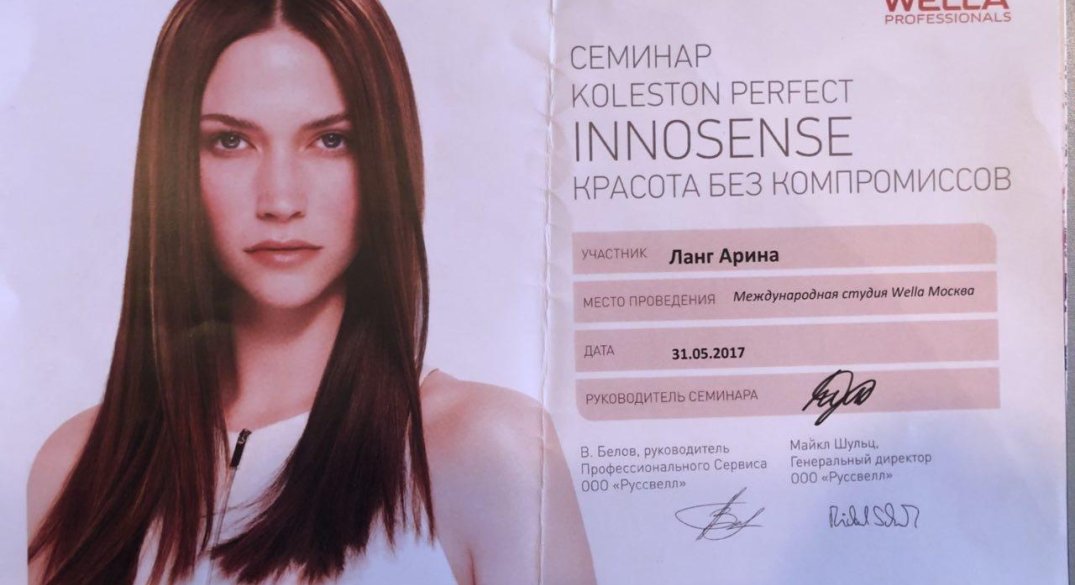 WELLA
PROFESSIONALS
СЕМИНАР
KOLESTON PERFECT
INNOSENSE
КРАСОТА БЕЗ КОМПРОМИССОВ
УЧАСТНИК Ланг Арина
МЕСТО ПРОВЕДЕНИЯ Международная студия Wella Москва
ДАТА 31.05.2017
РУКОВОДИТЕЛЬ СЕМИНАРА
В. Белов, руководитель
Профессионального Сервиса
ООО «Руссвелл»
Майкл Шульц,
Генеральный директор
ООО «Руссвелл»